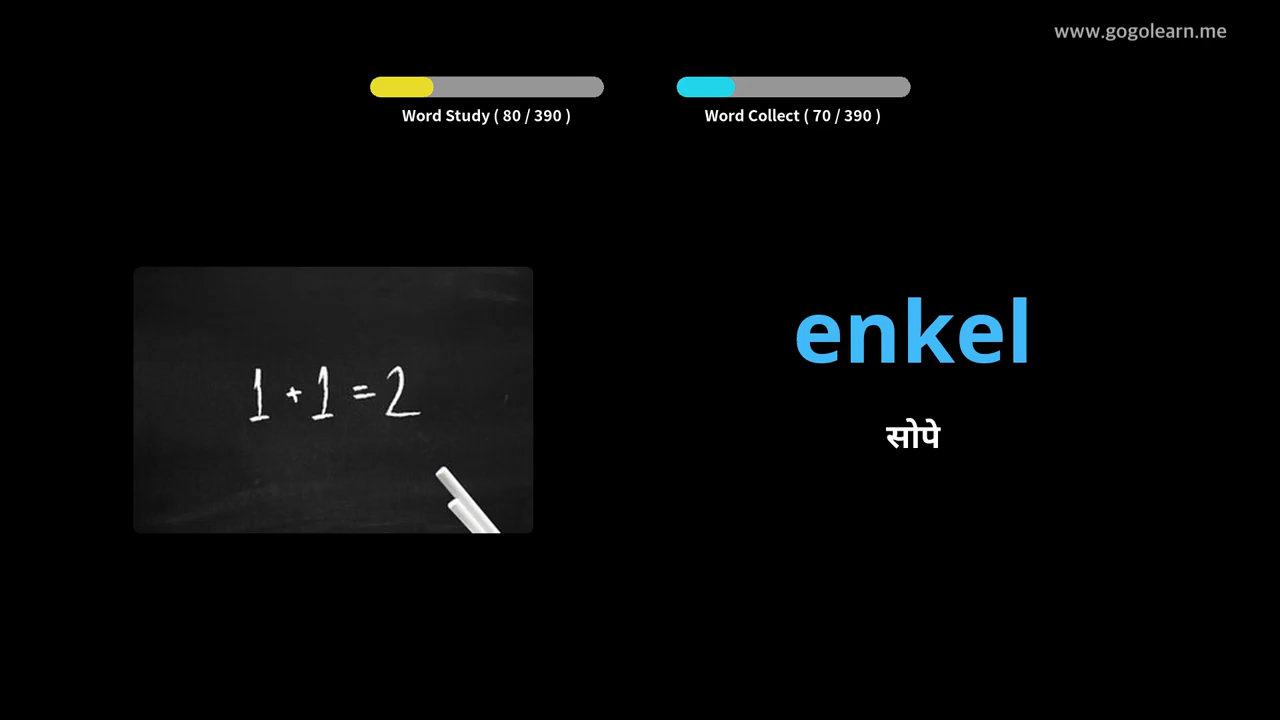 www.gogolearn.me
Word Study ( 80 / 390 )
Word Collect ( 70 / 390 )
1 + 1 = 2
enkel
सोपे